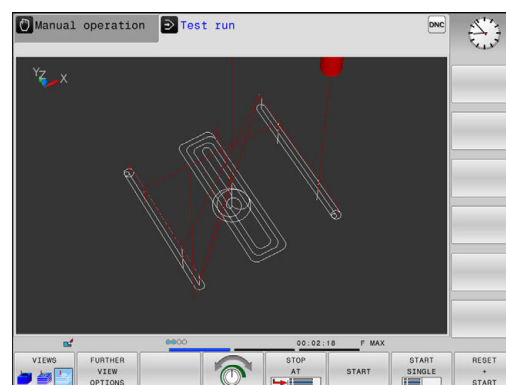 Manual operation
Test run
DNC
Y
Z
X
00:02:18 F MAX
VIEWS
FURTHER
VIEW
OPTIONS
STOP
AT
START
START
SINGLE
RESET
+
START